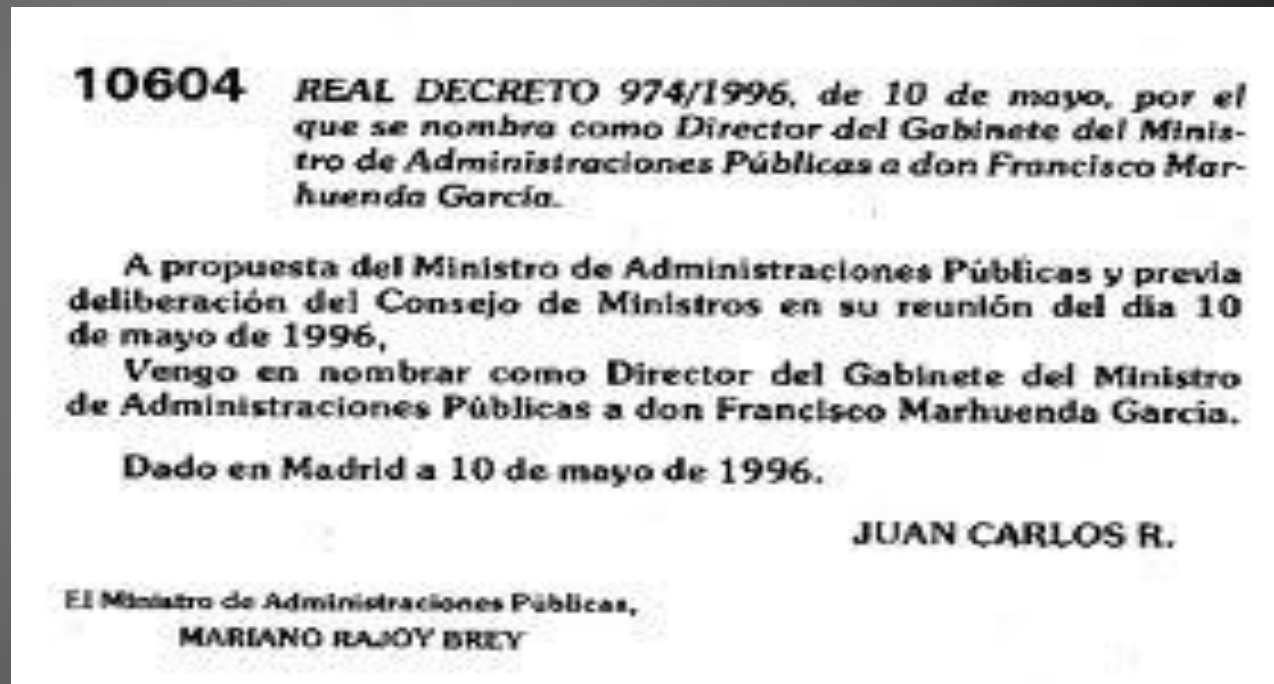 10604 REAL DECRETO 974/1996, de 10 de mayo, por el
que se nombra como Director del Gabinete del Minis-
tro de Administraciones Públicas a don Francisco Mar-
huenda García.
A propuesta del Ministro de Administraciones Públicas y previa
deliberación del Consejo de Ministros en su reunión del día 10
de mayo de 1996,
Vengo en nombrar como Director del Gabinete del Ministro
de Administraciones Públicas a don Francisco Marhuenda García.
Dado en Madrid a 10 de mayo de 1996.
JUAN CARLOS R.
El Ministro de Administraciones Públicas,
MARIANO RAJOY BREY